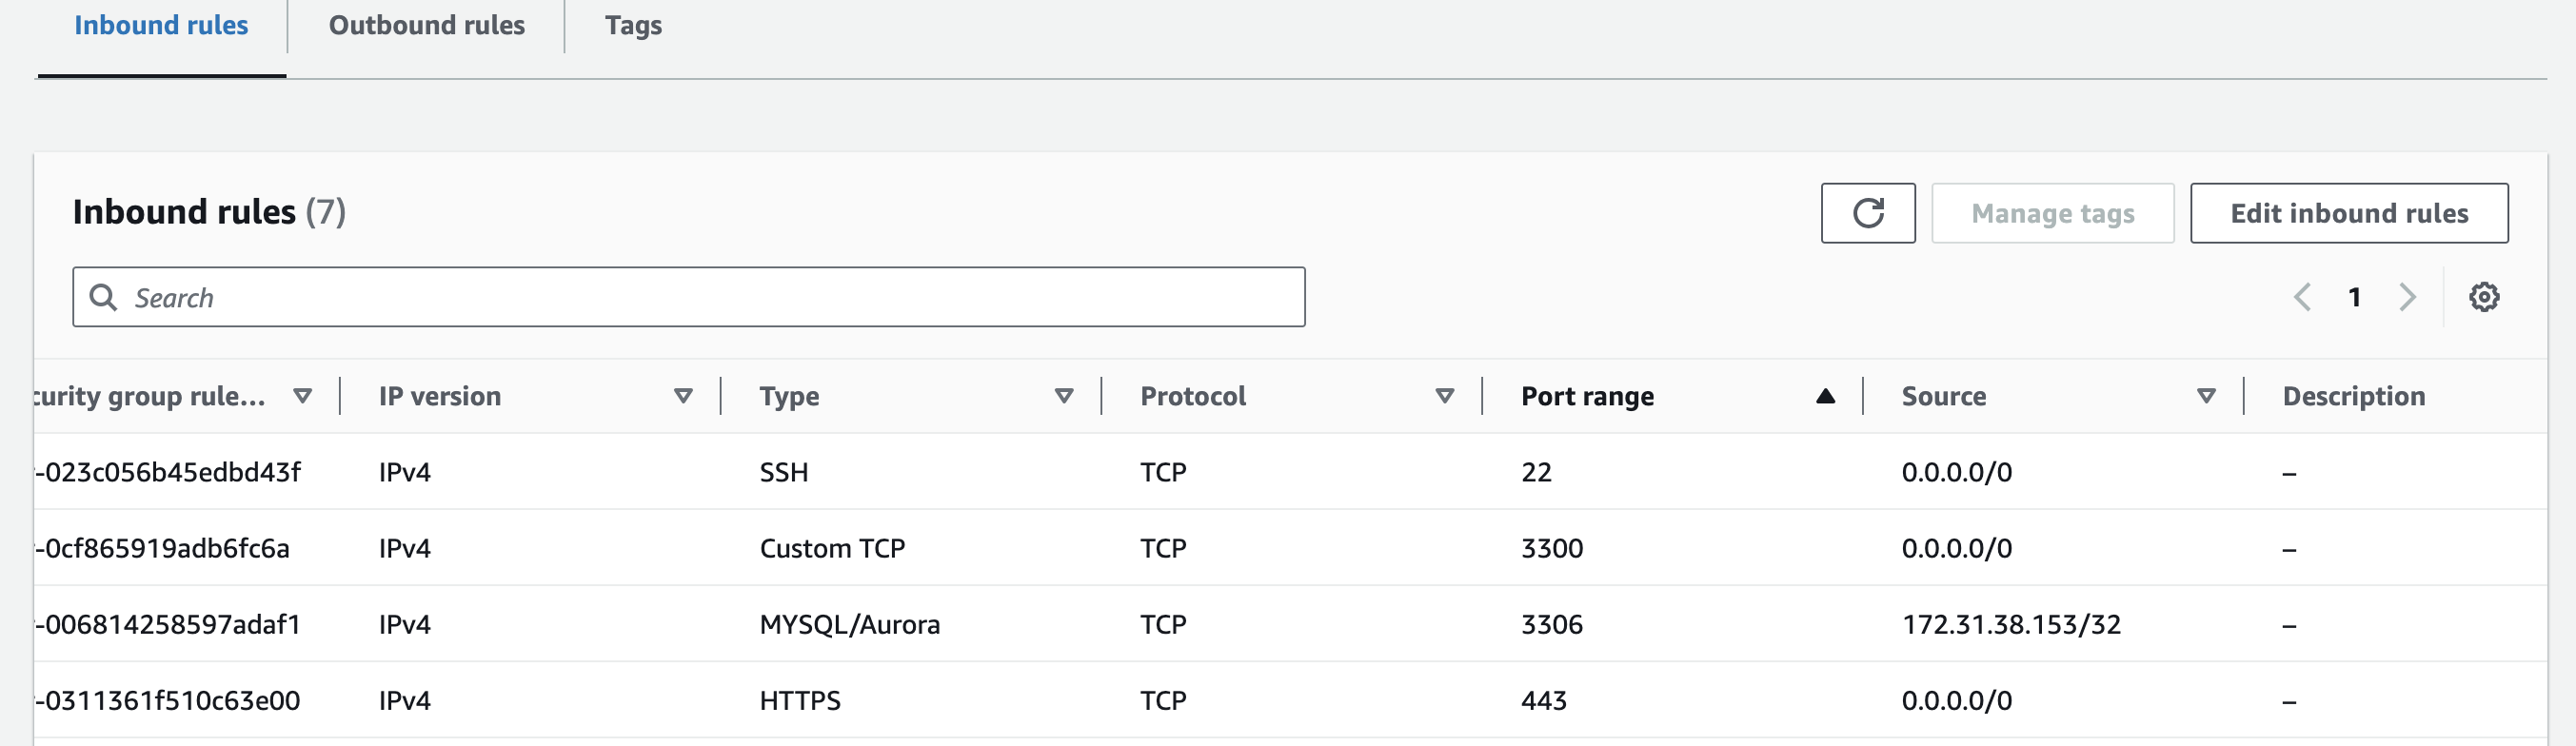 Inbound rules Outbound rules Tags
Inbound rules (7) Manage tags Edit inbound rules
Search 1
curity group rule... IP version Type Protocol Port range Source Description
-023c056b45edbd43f IPv4 SSH TCP 22 0.0.0.0/0 –
-0cf865919adb6fc6a IPv4 Custom TCP TCP 3300 0.0.0.0/0 –
-006814258597adaf1 IPv4 MYSQL/Aurora TCP 3306 172.31.38.153/32 –
-0311361f510c63e00 IPv4 HTTPS TCP 443 0.0.0.0/0 –